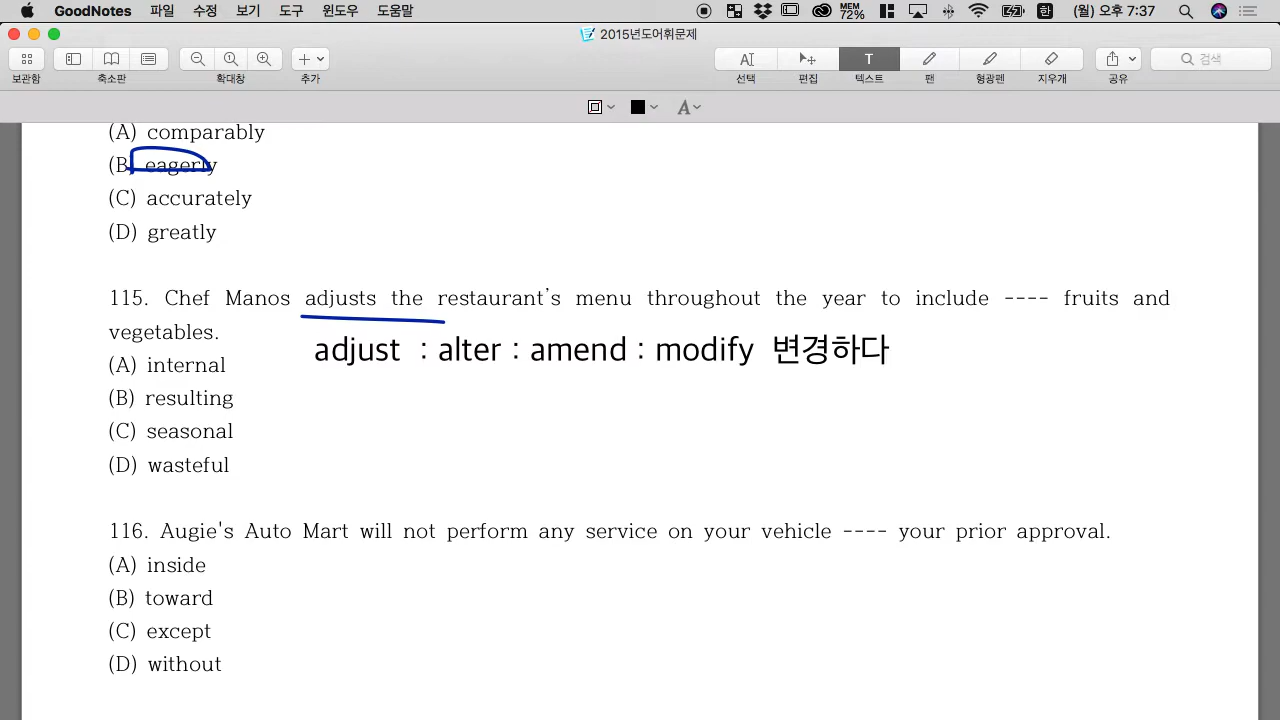 GoodNotes 파일 수정 보기 도구 윈도우 도움말 MEM 72% 한 (월) 오후 7:37
2015년도어휘문제
보관함 축소판 확대창 추가 선택 편집 텍스트 펜 형광펜 지우개 공유 검색
(A) comparably
(B) eagerly
(C) accurately
(D) greatly
115. Chef Manos adjusts the restaurant's menu throughout the year to include ---- fruits and
vegetables.
adjust : alter : amend : modify 변경하다
(A) internal
(B) resulting
(C) seasonal
(D) wasteful
116. Augie's Auto Mart will not perform any service on your vehicle ---- your prior approval.
(A) inside
(B) toward
(C) except
(D) without